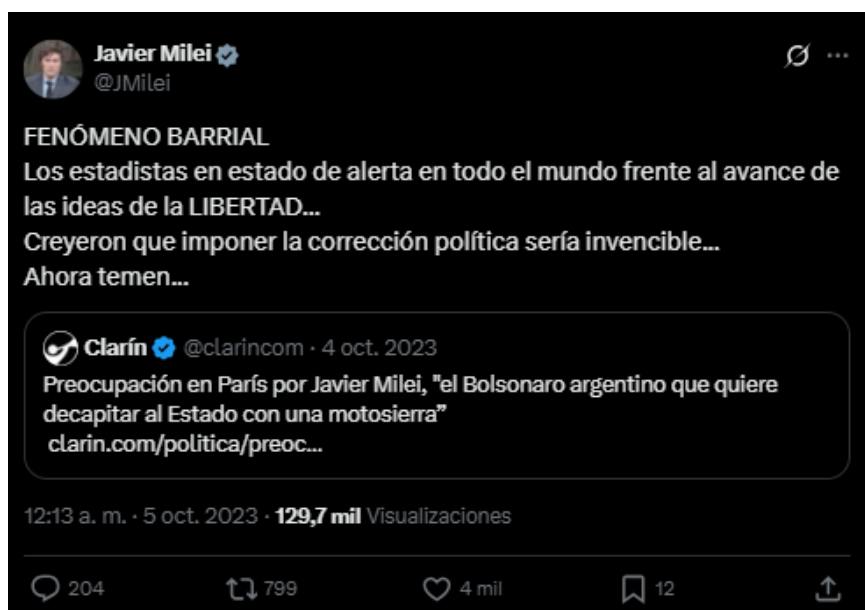 Javier Milei
@JMilei
FENÓMENO BARRIAL
Los estadistas en estado de alerta en todo el mundo frente al avance de
las ideas de la LIBERTAD...
Creyeron que imponer la corrección política sería invencible...
Ahora temen...
Clarín @clarincom · 4 oct. 2023
Preocupación en París por Javier Milei, "el Bolsonaro argentino que quiere
decapitar al Estado con una motosierra”
clarin.com/politica/preoc...
12:13 a. m. · 5 oct. 2023 · 129,7 mil Visualizaciones
204 799 4 mil 12